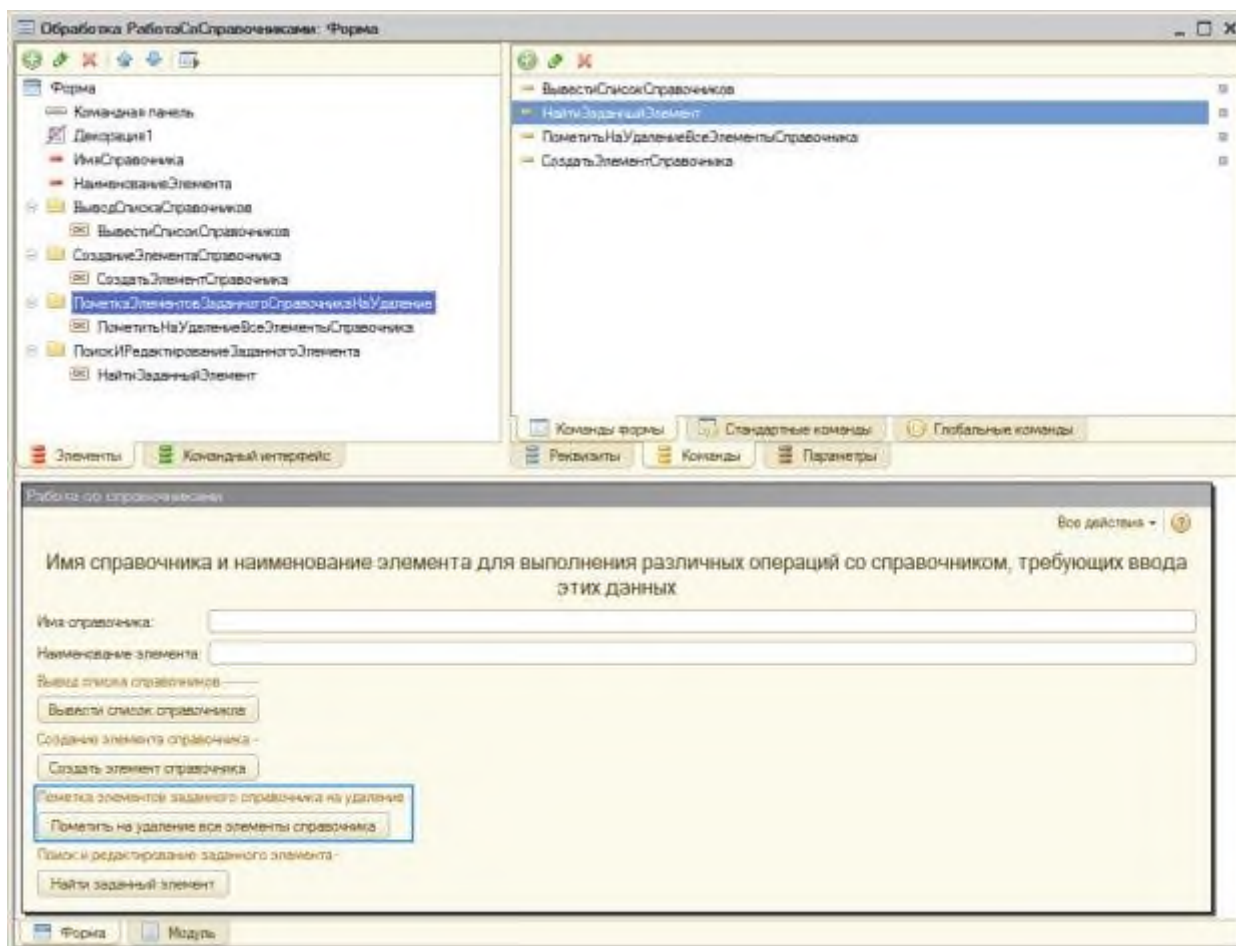 Обработка РаботаСоСправочниками: Форма
Форма
Командная панель
Декорация1
ИмяСправочника
НаименованиеЭлемента
ВыводСпискаСправочников
ВывестиСписокСправочников
СозданиеЭлементаСправочника
СоздатьЭлементСправочника
ПометкаЭлементовЗаданногоСправочникаНаУдаление
ПометитьНаУдалениеВсеЭлементыСправочника
ПоискИРедактированиеЗаданногоЭлемента
НайтиЗаданныйЭлемент
Элементы
Командный интерфейс
ВывестиСписокСправочников
НайтиЗаданныйЭлемент
ПометитьНаУдалениеВсеЭлементыСправочника
СоздатьЭлементСправочника
Команды формы
Стандартные команды
Глобальные команды
Реквизиты
Команды
Параметры
Работа со справочниками
Все действия
Имя справочника и наименование элемента для выполнения различных операций со справочником, требующих ввода
этих данных
Имя справочника:
Наименование элемента:
Вывод списка справочников
Вывести список справочников
Создание элемента справочника
Создать элемент справочника
Пометка элементов заданного справочника на удаление
Пометить на удаление все элементы справочника
Поиск и редактирование заданного элемента
Найти заданный элемент
Форма
Модуль